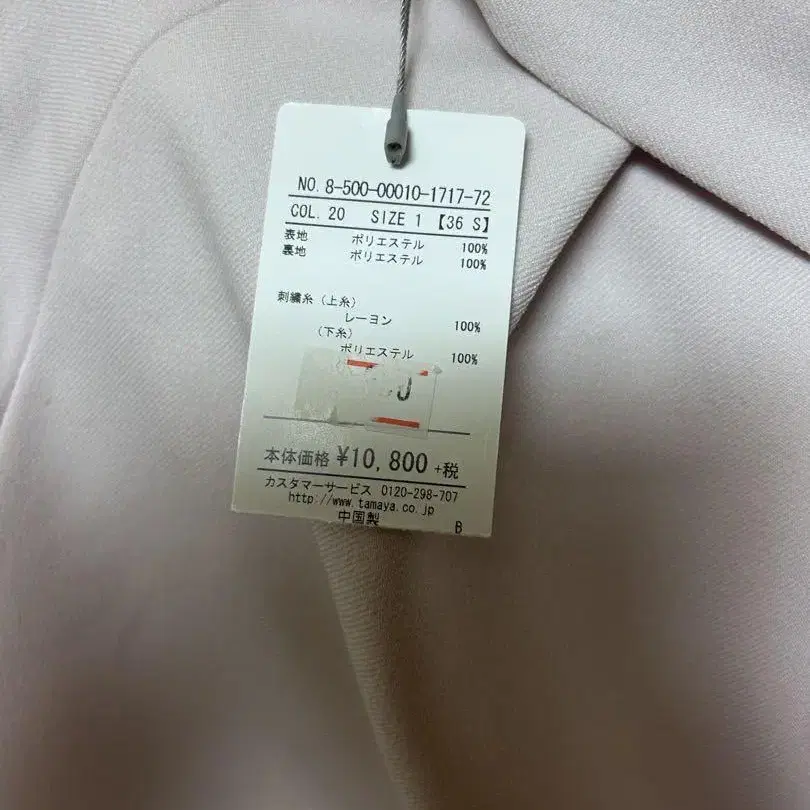 NO. 8-500-00010-1717-72
COL. 20 SIZE 1 【36 S】
表地 ポリエステル 100%
裏地 ポリエステル 100%
刺繍糸 (上糸)
レーヨン 100%
(下糸)
ポリエステル 100%
本体価格 ¥10,800 +税
カスタマーサービス 0120-298-707
http://www.tamaya.co.jp
中国製 B